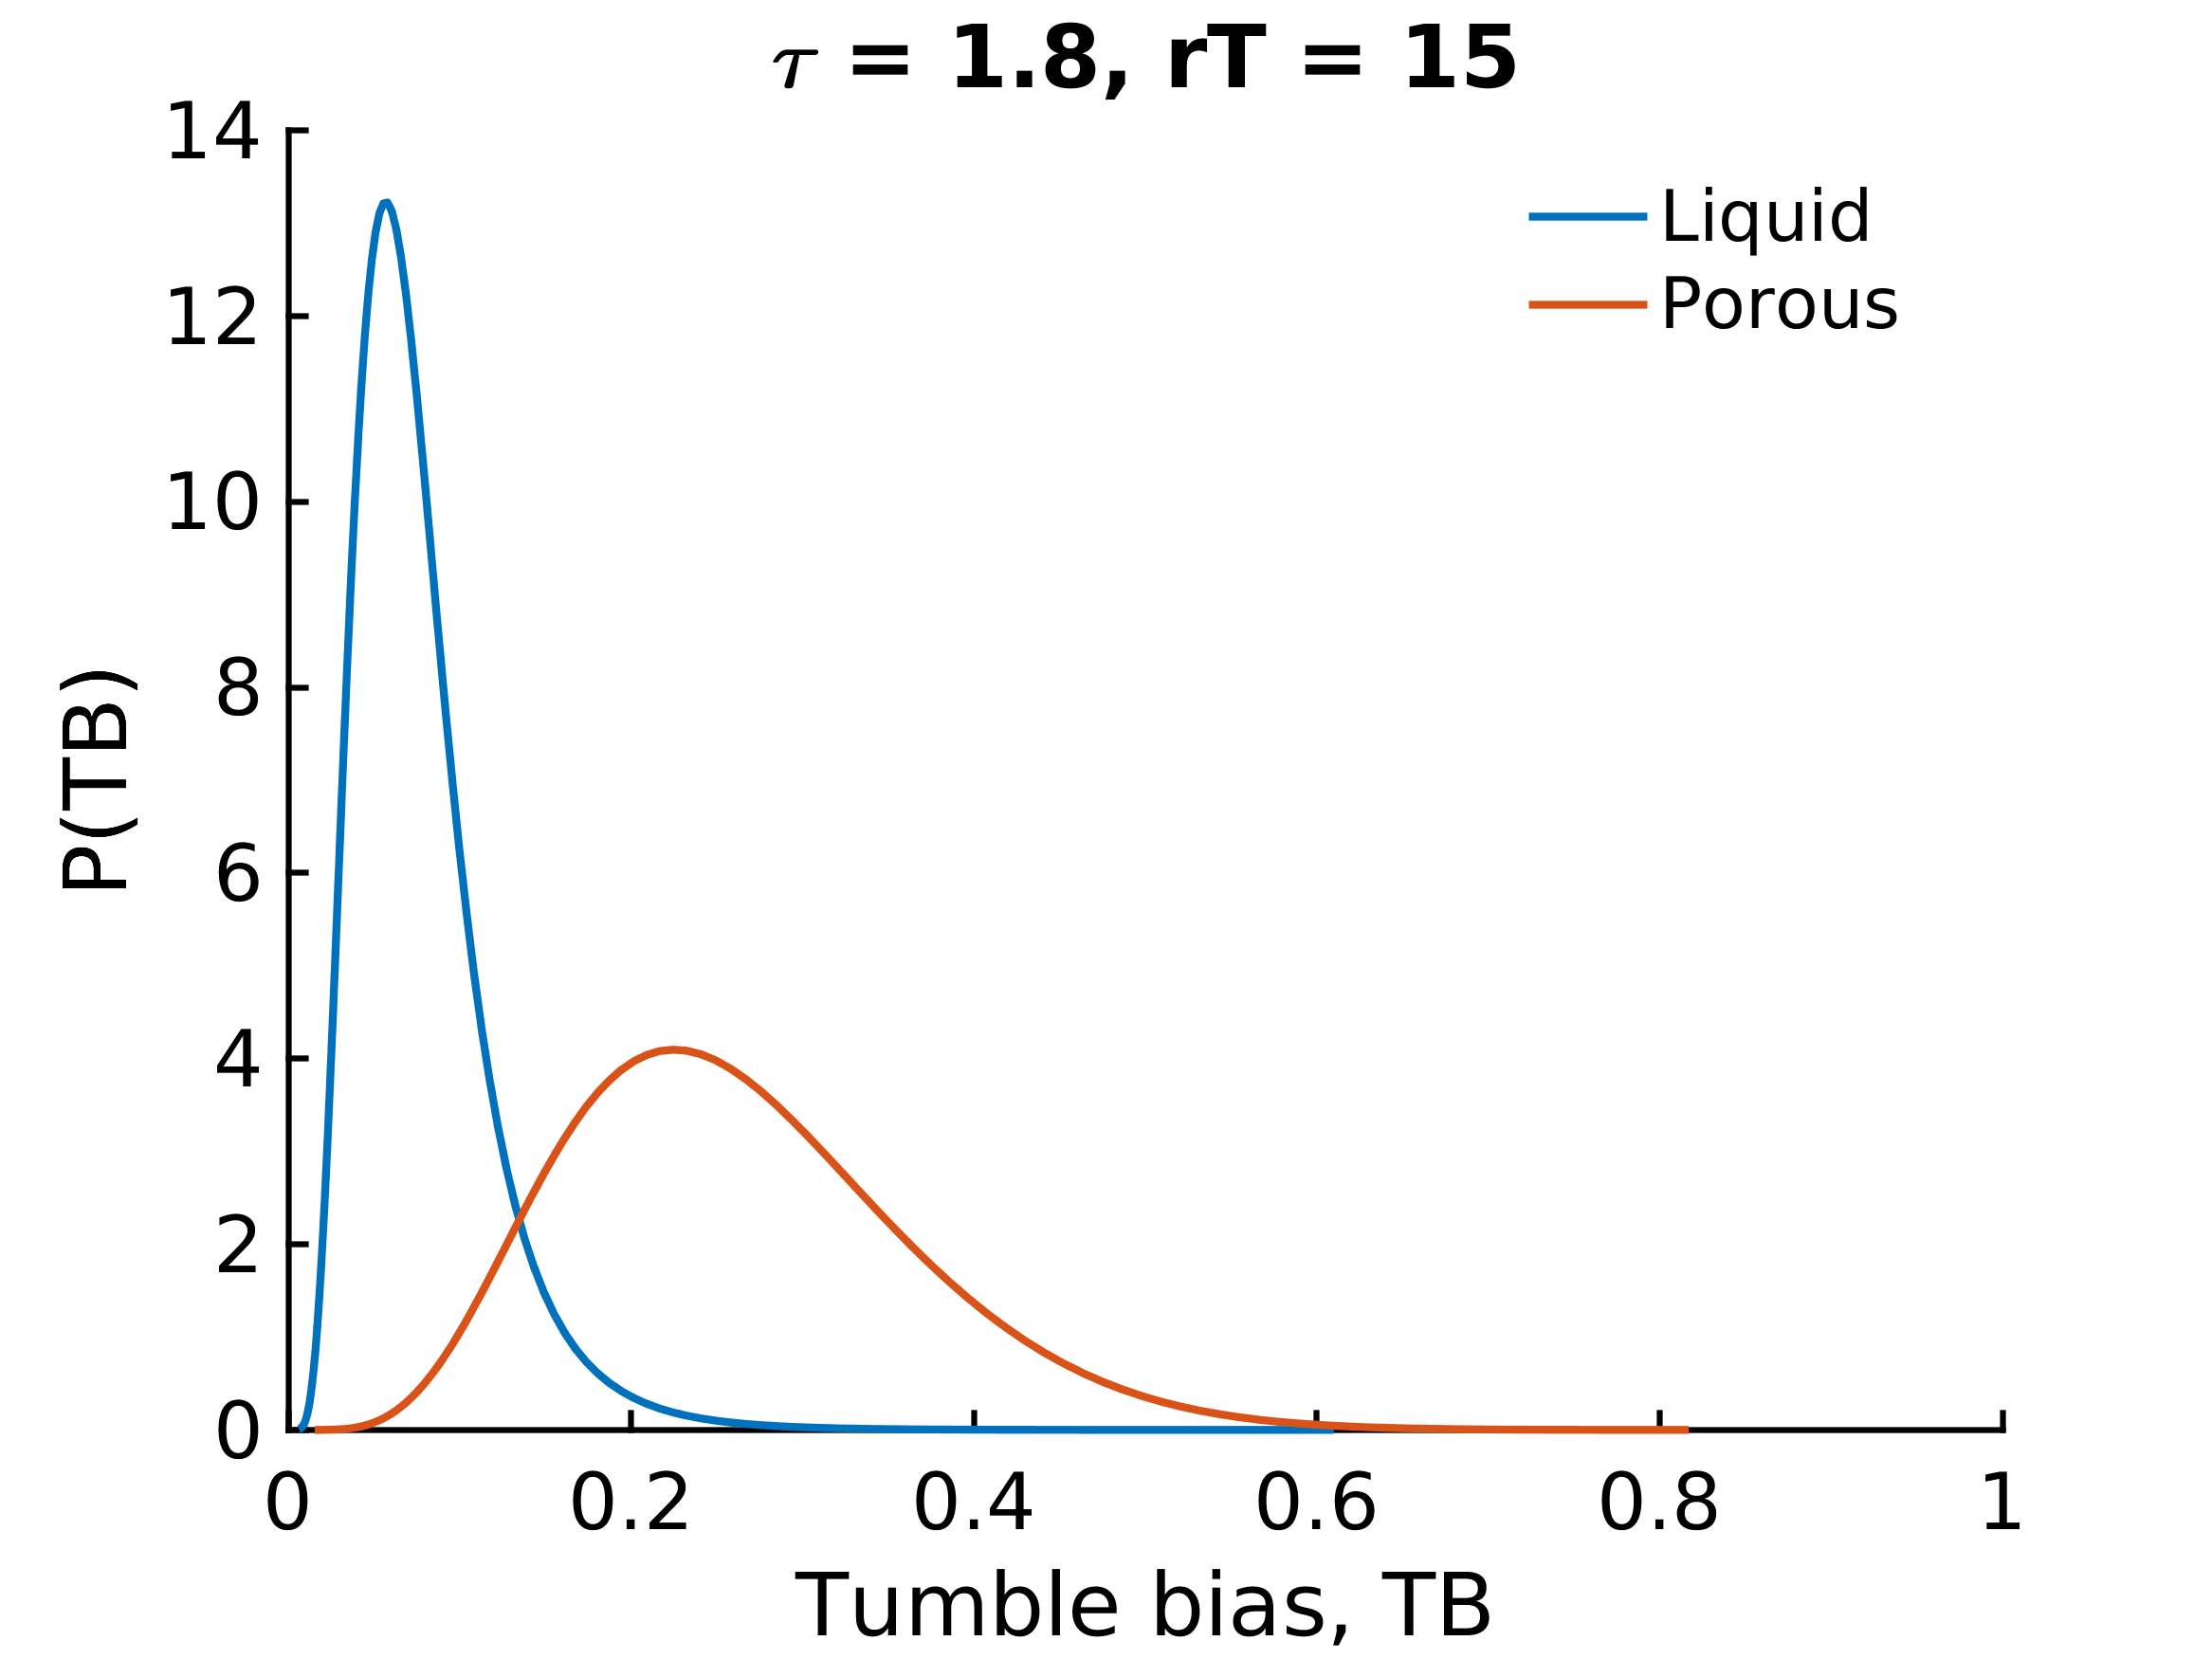 τ = 1.8, rT = 15
14
12
10
8
6
4
2
0
P(TB)
Liquid
Porous
0 0.2 0.4 0.6 0.8 1
Tumble bias, TB